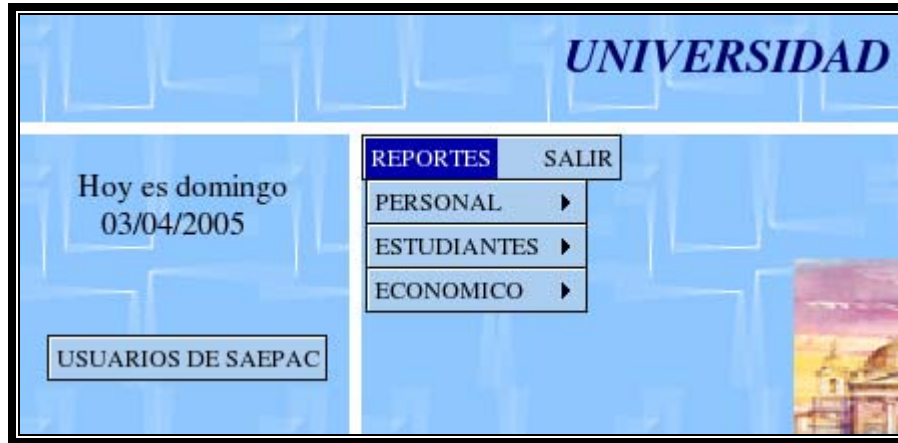 UNIVERSIDAD
Hoy es domingo
03/04/2005
USUARIOS DE SAEPAC
REPORTES SALIR
PERSONAL
ESTUDIANTES
ECONOMICO